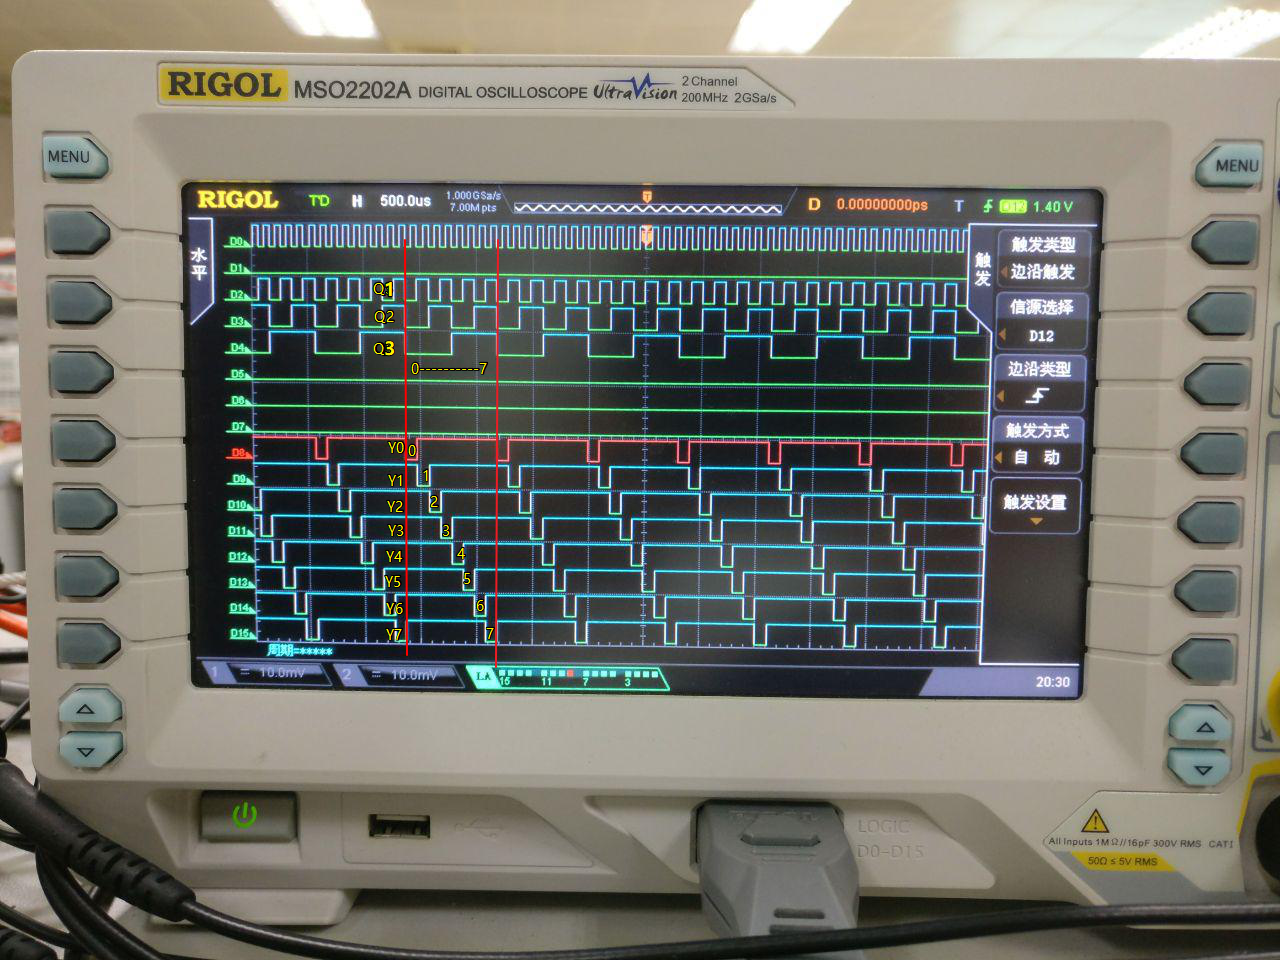 RIGOL MSO2202A DIGITAL OSCILLOSCOPE UltraVision 2 Channel
200MHz 2GSa/s
MENU
MENU
RIGOL T'D H 500.0us 1.000GSa/s
7.00M pts
D 0.00000000ps T D12 1.40 V
水平
触发
触发类型
边沿触发
信源选择
D12
边沿类型
触发方式
自动
触发设置
D0
D1
D2 Q1
D3 Q2
D4 Q3
0----------7
D5
D6
D7
D8 Y0 0
D9 Y1 1
D10 Y2 2
D11 Y3 3
D12 Y4 4
D13 Y5 5
D14 Y6 6
D15 Y7 7
周期=*****
1 = 10.0mV 2 = 10.0mV LA 15 11 7 3
20:30
LOGIC
D0-D15
All Inputs 1MΩ//16pF 300V RMS CATI
50Ω ≤ 5V RMS